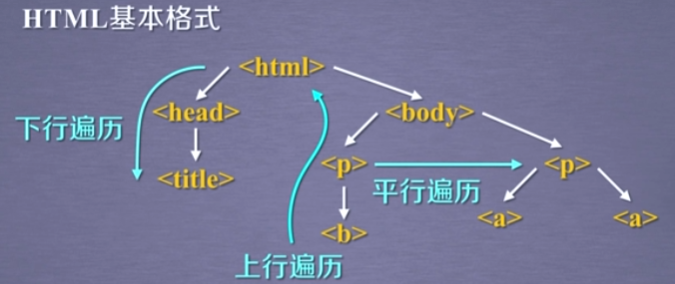 HTML基本格式
<html>
<head>
<body>
下行遍历
<title>
<p>
<p>
平行遍历
<b>
<a>
<a>
上行遍历